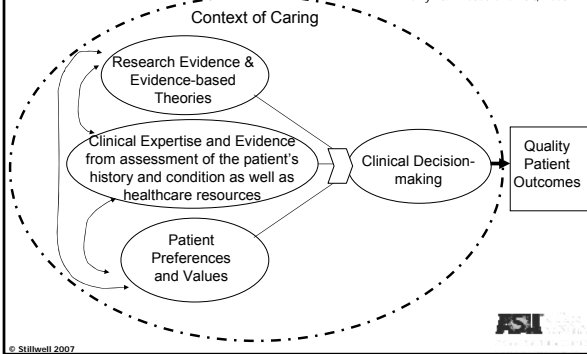 Context of Caring
Research Evidence &
Evidence-based
Theories
Clinical Expertise and Evidence
from assessment of the patient's
history and condition as well as
healthcare resources
Patient
Preferences
and Values
Clinical Decision-
making
Quality
Patient
Outcomes
ASU
© Stillwell 2007